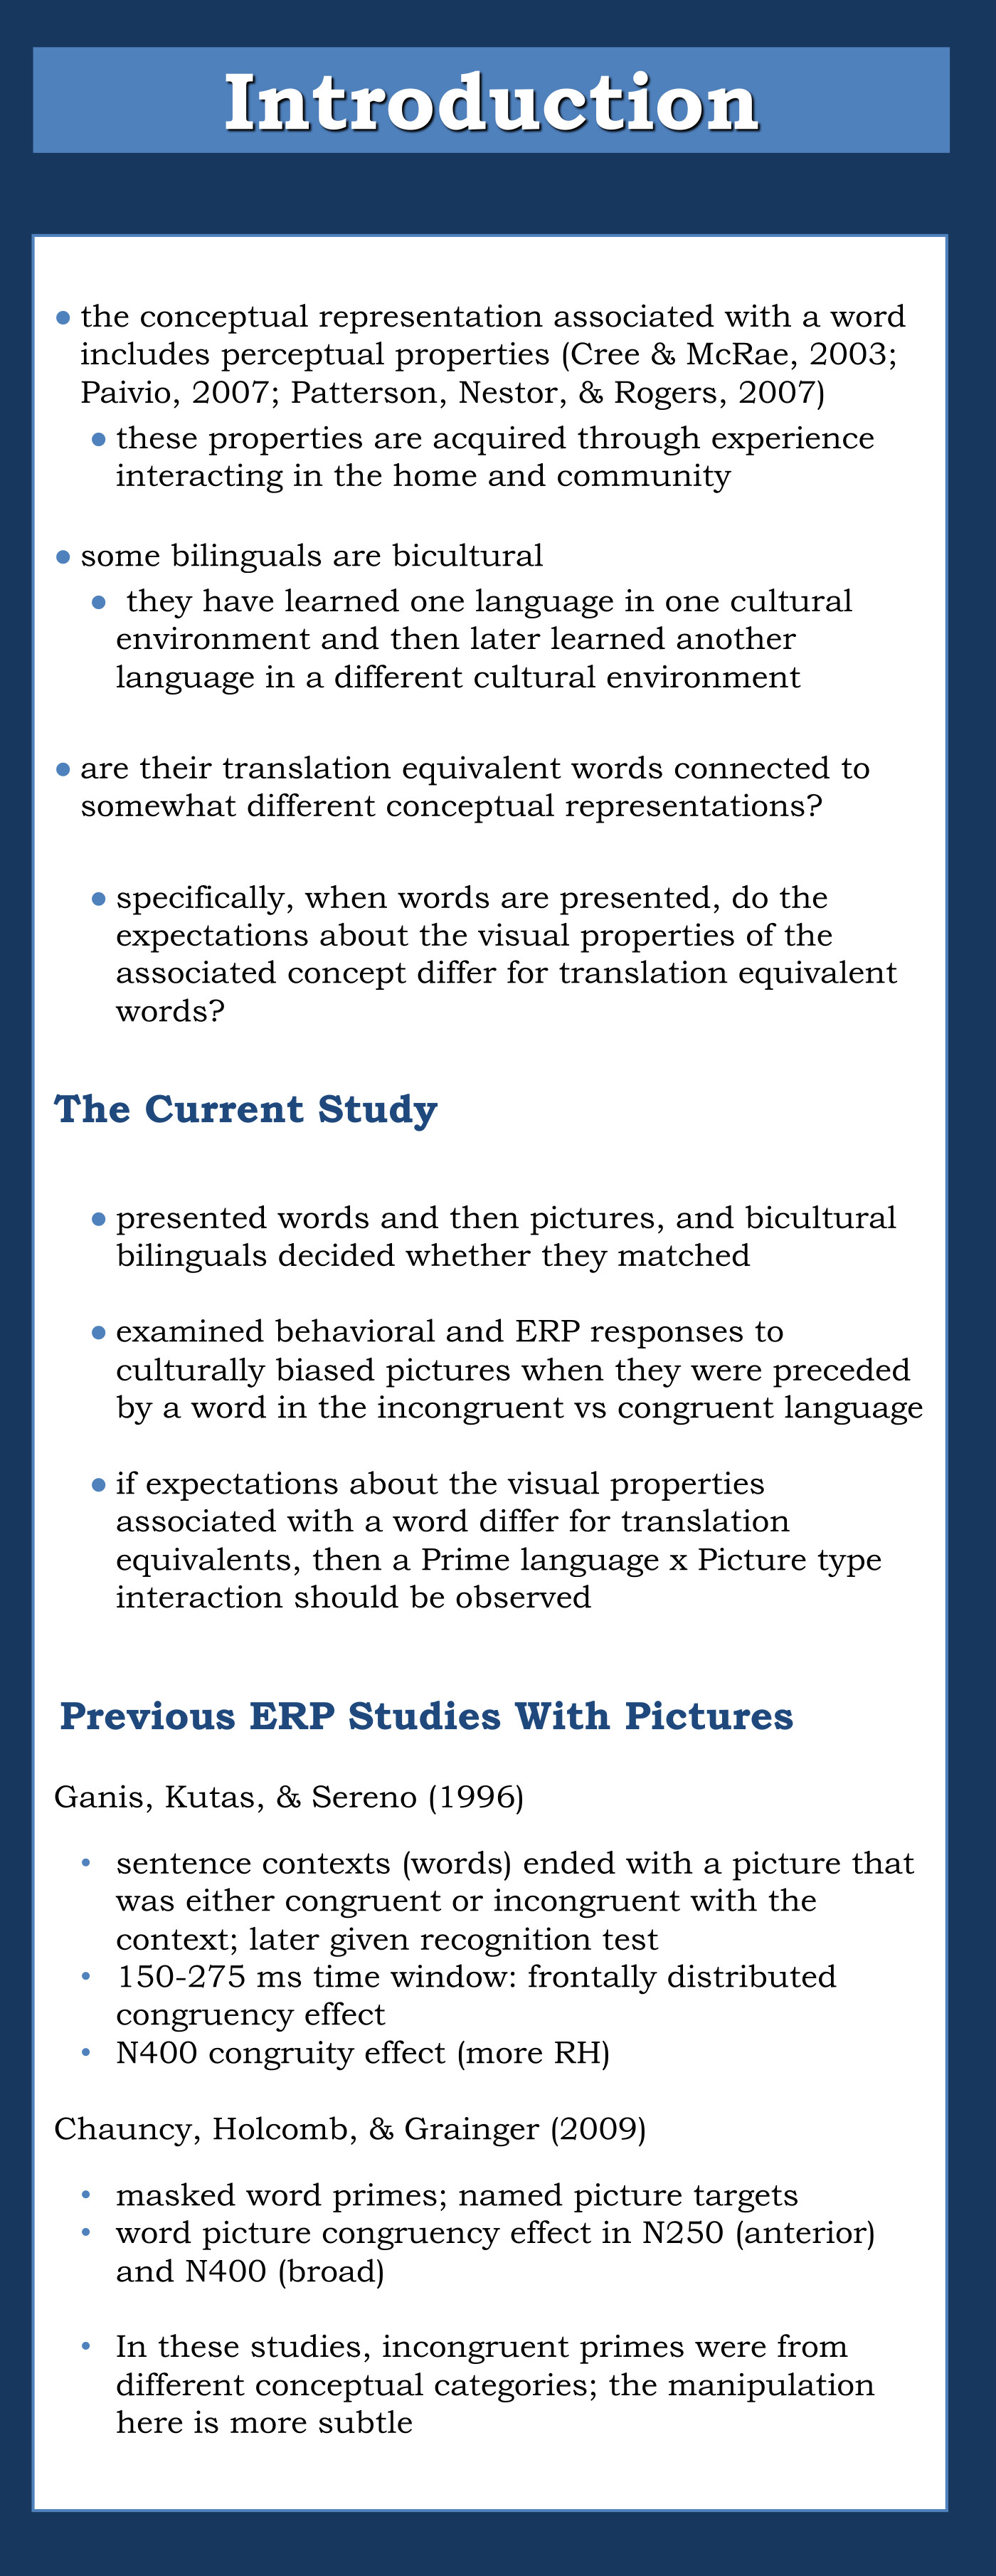 Introduction
● the conceptual representation associated with a word
includes perceptual properties (Cree & McRae, 2003;
Paivio, 2007; Patterson, Nestor, & Rogers, 2007)
● these properties are acquired through experience
interacting in the home and community
● some bilinguals are bicultural
● they have learned one language in one cultural
environment and then later learned another
language in a different cultural environment
● are their translation equivalent words connected to
somewhat different conceptual representations?
● specifically, when words are presented, do the
expectations about the visual properties of the
associated concept differ for translation equivalent
words?
The Current Study
● presented words and then pictures, and bicultural
bilinguals decided whether they matched
● examined behavioral and ERP responses to
culturally biased pictures when they were preceded
by a word in the incongruent vs congruent language
● if expectations about the visual properties
associated with a word differ for translation
equivalents, then a Prime language x Picture type
interaction should be observed
Previous ERP Studies With Pictures
Ganis, Kutas, & Sereno (1996)
• sentence contexts (words) ended with a picture that
was either congruent or incongruent with the
context; later given recognition test
• 150-275 ms time window: frontally distributed
congruency effect
• N400 congruity effect (more RH)
Chauncy, Holcomb, & Grainger (2009)
• masked word primes; named picture targets
• word picture congruency effect in N250 (anterior)
and N400 (broad)
• In these studies, incongruent primes were from
different conceptual categories; the manipulation
here is more subtle